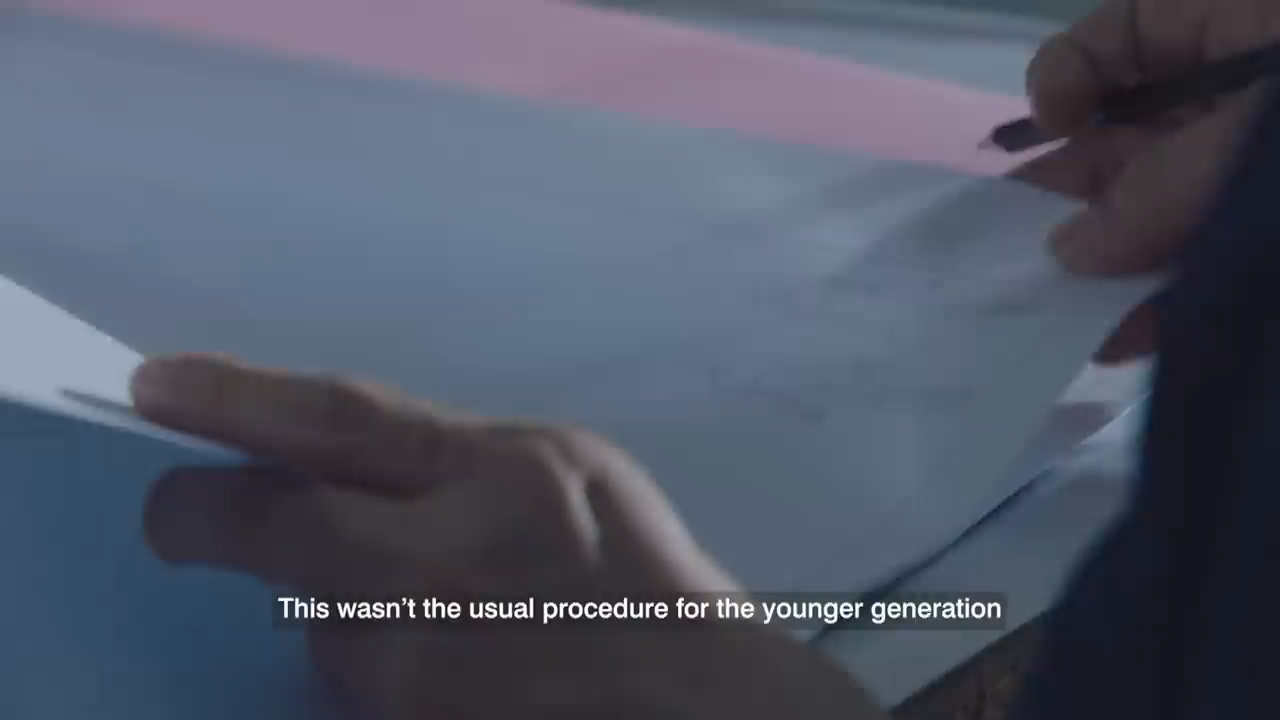 This wasn't the usual procedure for the younger generation